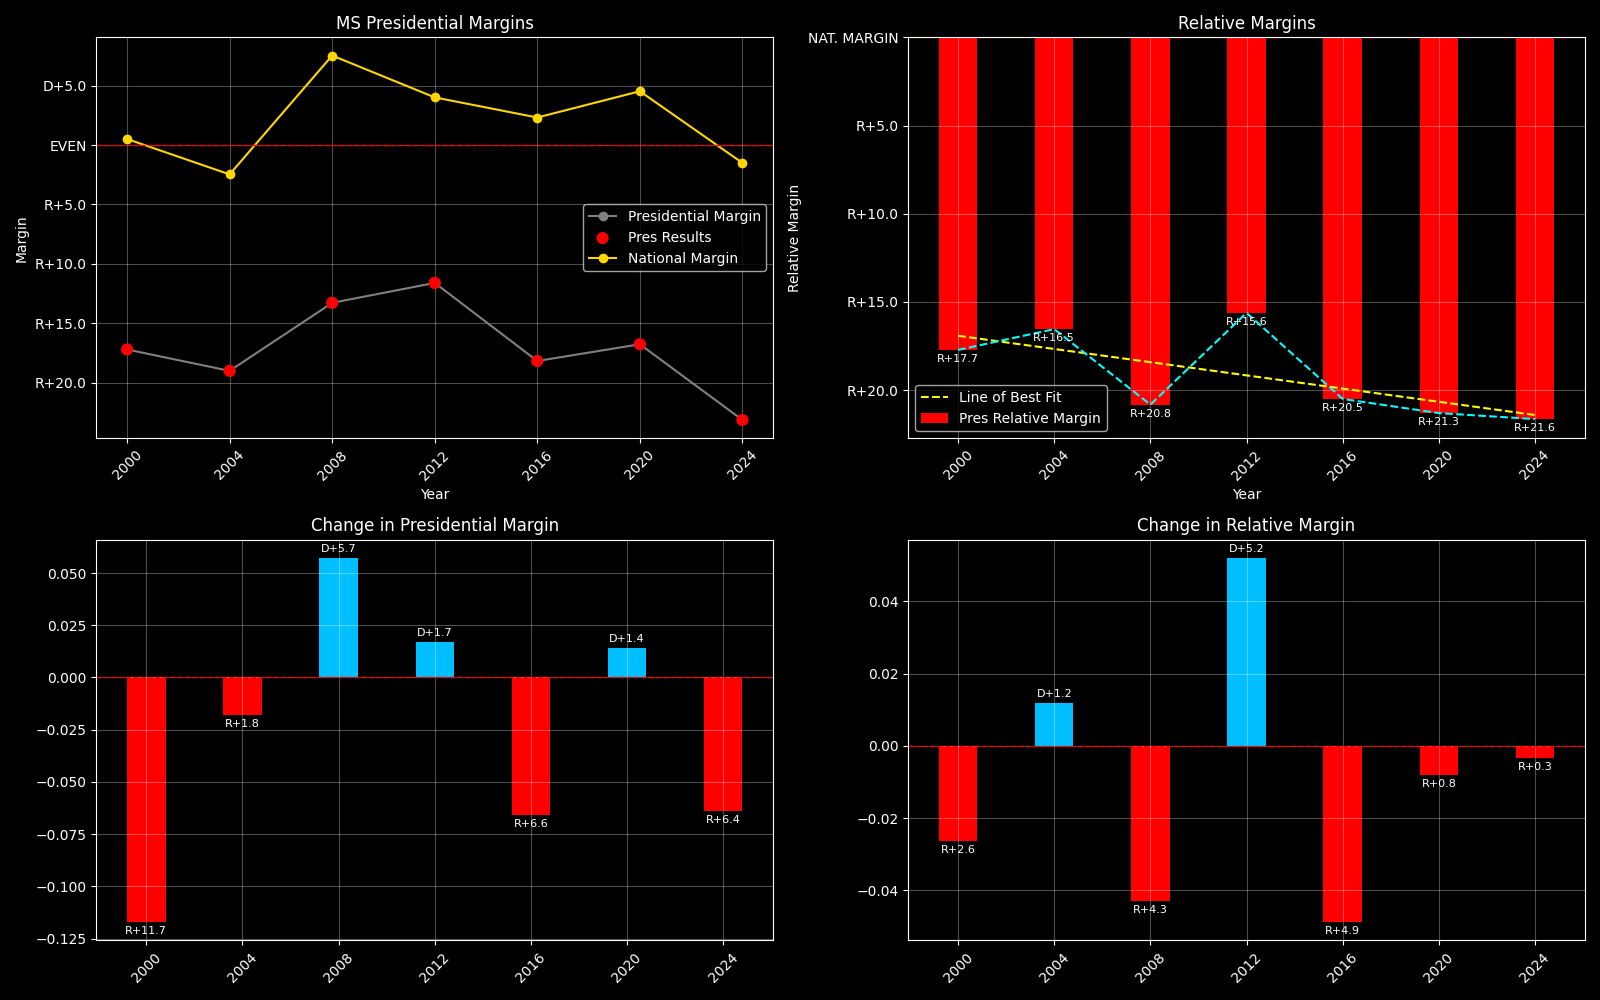 MS Presidential Margins
Margin
D+5.0
EVEN
R+5.0
R+10.0
R+15.0
R+20.0
Presidential Margin
Pres Results
National Margin
2000
2004
2008
2012
2016
2020
2024
Year
Relative Margins
Relative Margin
NAT. MARGIN
R+5.0
R+10.0
R+15.0
R+20.0
R+17.7
R+16.5
R+20.8
R+15.6
R+20.5
R+21.3
R+21.6
Line of Best Fit
Pres Relative Margin
2000
2004
2008
2012
2016
2020
2024
Year
Change in Presidential Margin
0.050
0.025
0.000
−0.025
−0.050
−0.075
−0.100
−0.125
R+11.7
R+1.8
D+5.7
D+1.7
R+6.6
D+1.4
R+6.4
2000
2004
2008
2012
2016
2020
2024
Change in Relative Margin
0.04
0.02
0.00
−0.02
−0.04
R+2.6
D+1.2
R+4.3
D+5.2
R+4.9
R+0.8
R+0.3
2000
2004
2008
2012
2016
2020
2024